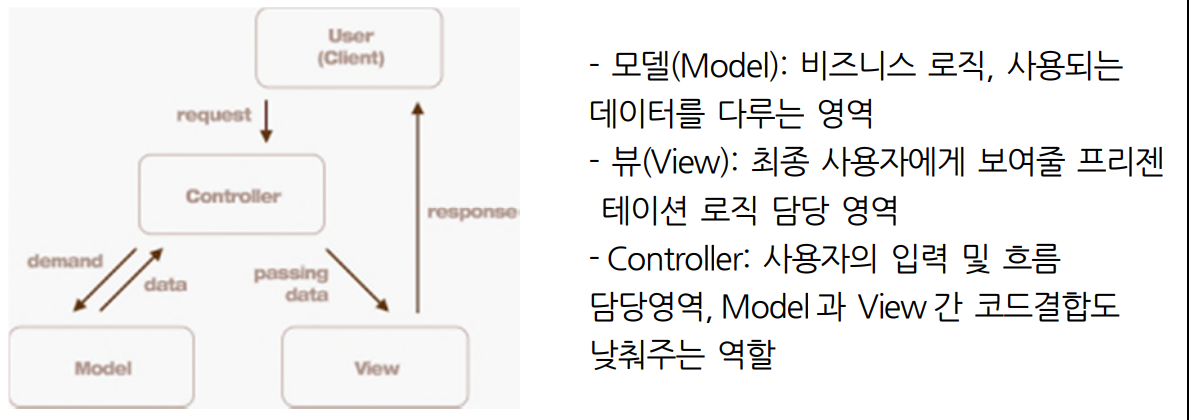 User
(Client)
request
Controller
response
demand
data
passing
data
Model
View
- 모델(Model): 비즈니스 로직, 사용되는
데이터를 다루는 영역
- 뷰(View): 최종 사용자에게 보여줄 프리젠
테이션 로직 담당 영역
- Controller: 사용자의 입력 및 흐름
담당영역, Model 과 View 간 코드결합도
낮춰주는 역할